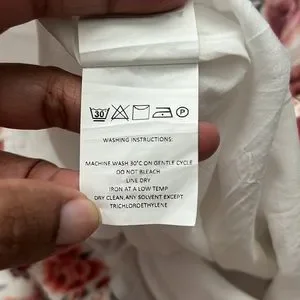 30 P
WASHING INSTRUCTIONS:
MACHINE WASH 30°C ON GENTLE CYCLE
DO NOT BLEACH
LINE DRY
IRON AT A LOW TEMP
DRY CLEAN,ANY SOLVENT EXCEPT
TRICHLOROETHYLENE